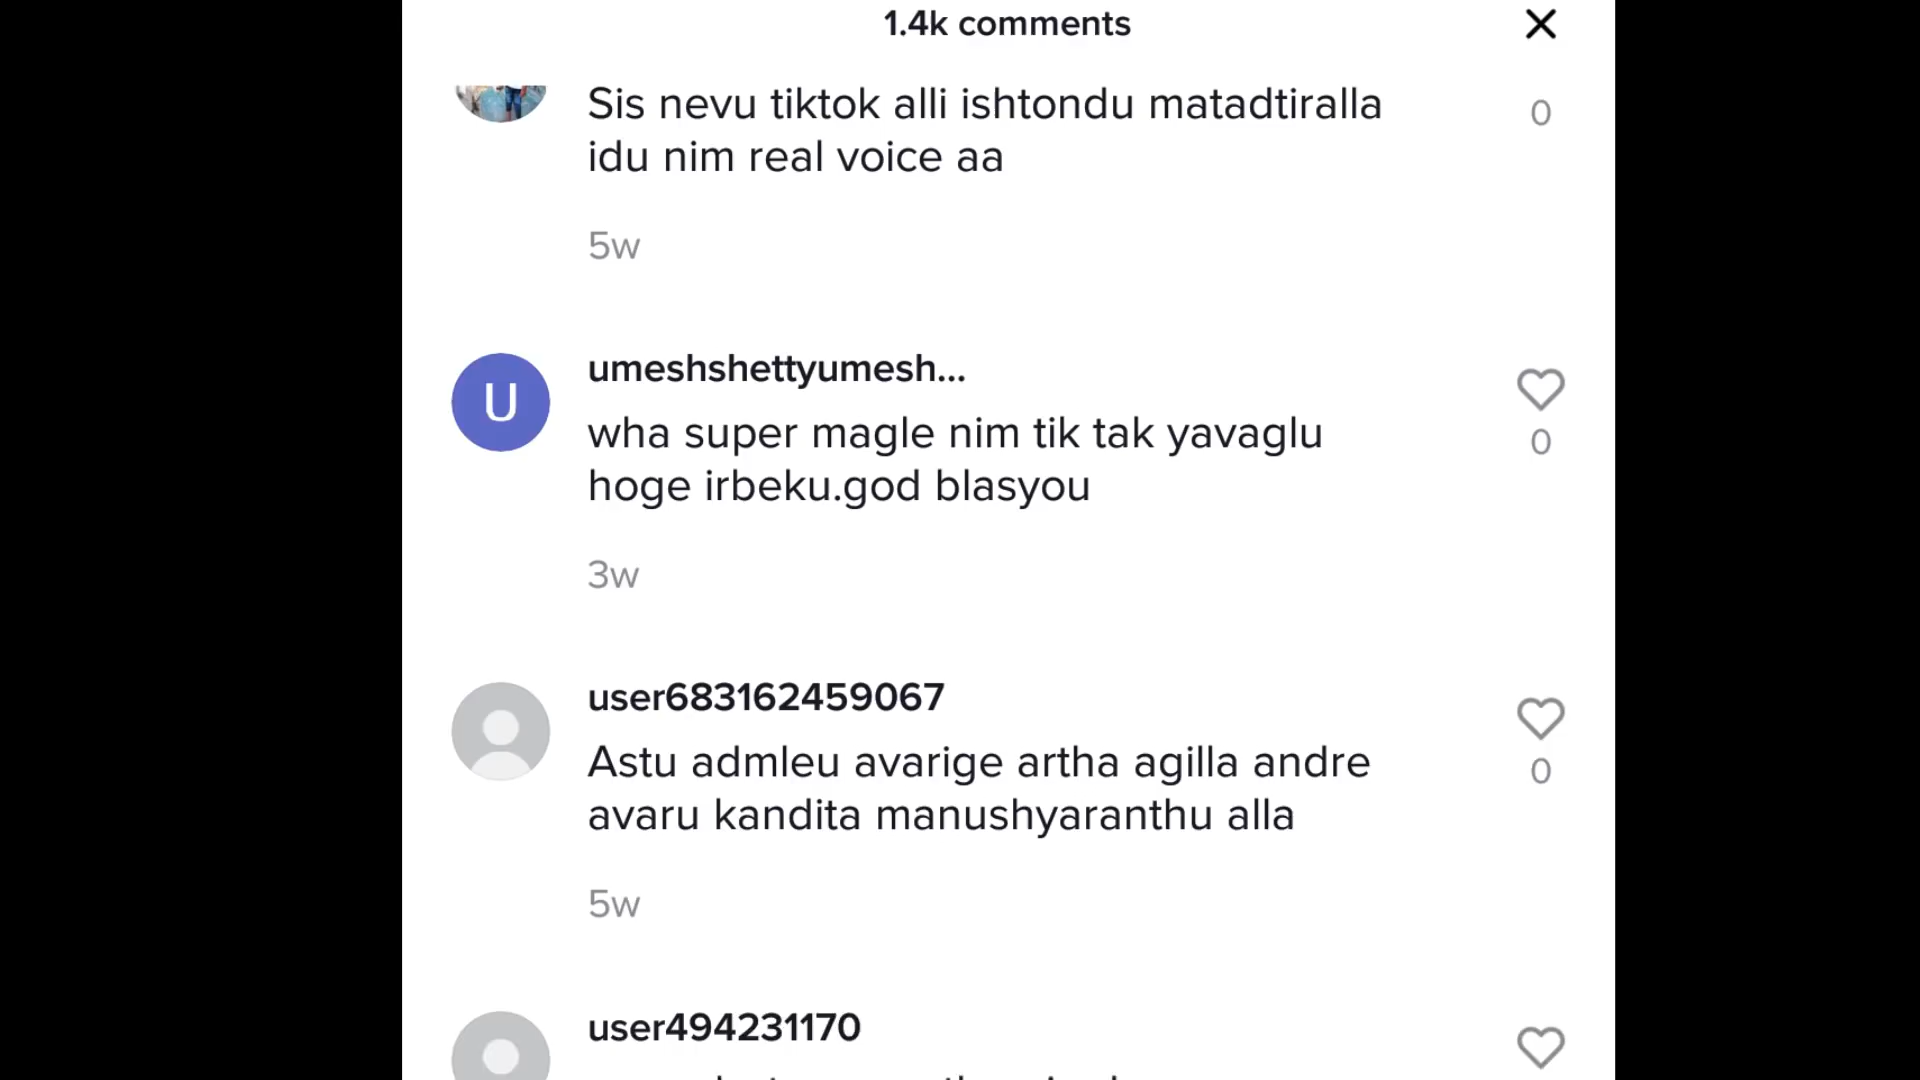 1.4k comments
Sis nevu tiktok alli ishtondu matadtiralla
0
idu nim real voice aa
5w
umeshshettyumesh...
wha super magle nim tik tak yavaglu
0
hoge irbeku.god blasyou
3w
U
user683162459067
Astu admleu avarige artha agilla andre
0
avaru kandita manushyaranthu alla
5w
user494231170